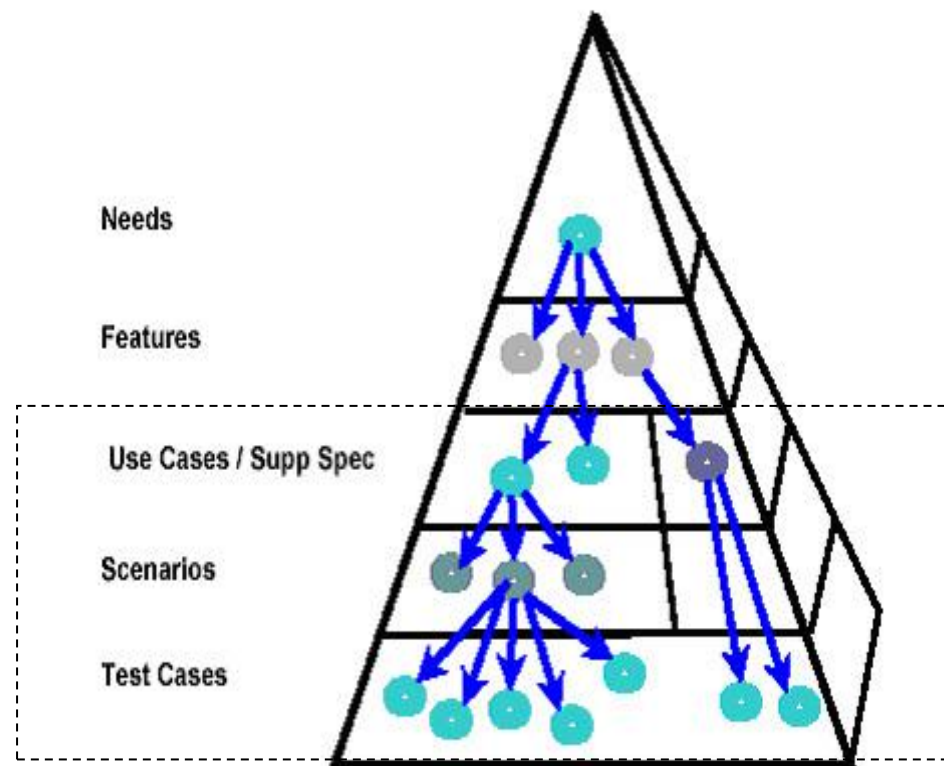 Needs
Features
Use Cases / Supp Spec
Scenarios
Test Cases